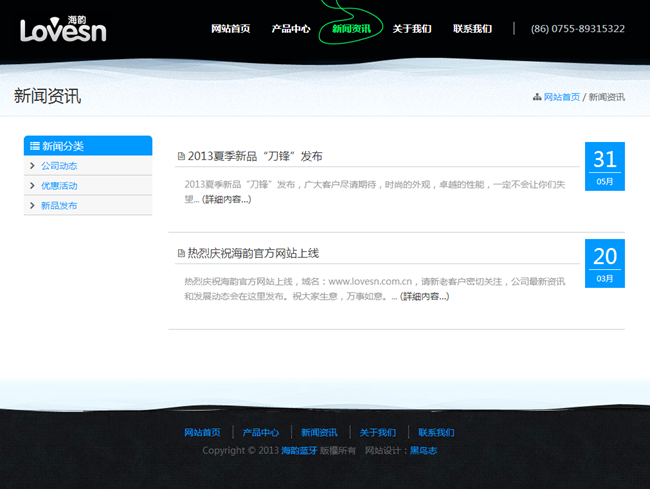 海韵
Lovesn
网站首页 产品中心 新闻资讯 关于我们 联系我们 (86) 0755-89315322
新闻资讯
网站首页 / 新闻资讯
新闻分类
公司动态
优惠活动
新品发布
2013夏季新品“刀锋”发布
31
05月
2013夏季新品“刀锋”发布，广大客户尽请期待，时尚的外观，卓越的性能，一定不会让你们失
望... (詳細内容...)
热烈庆祝海韵官方网站上线
20
03月
热烈庆祝海韵官方网站上线，域名：www.lovesn.com.cn，请新老客户密切关注，公司最新资讯
和发展动态会在这里发布。祝大家生意，万事如意。... (詳細内容...)
网站首页 产品中心 新闻资讯 关于我们 联系我们
Copyright © 2013 海韵蓝牙 版權所有 网站设计：黑鸟志